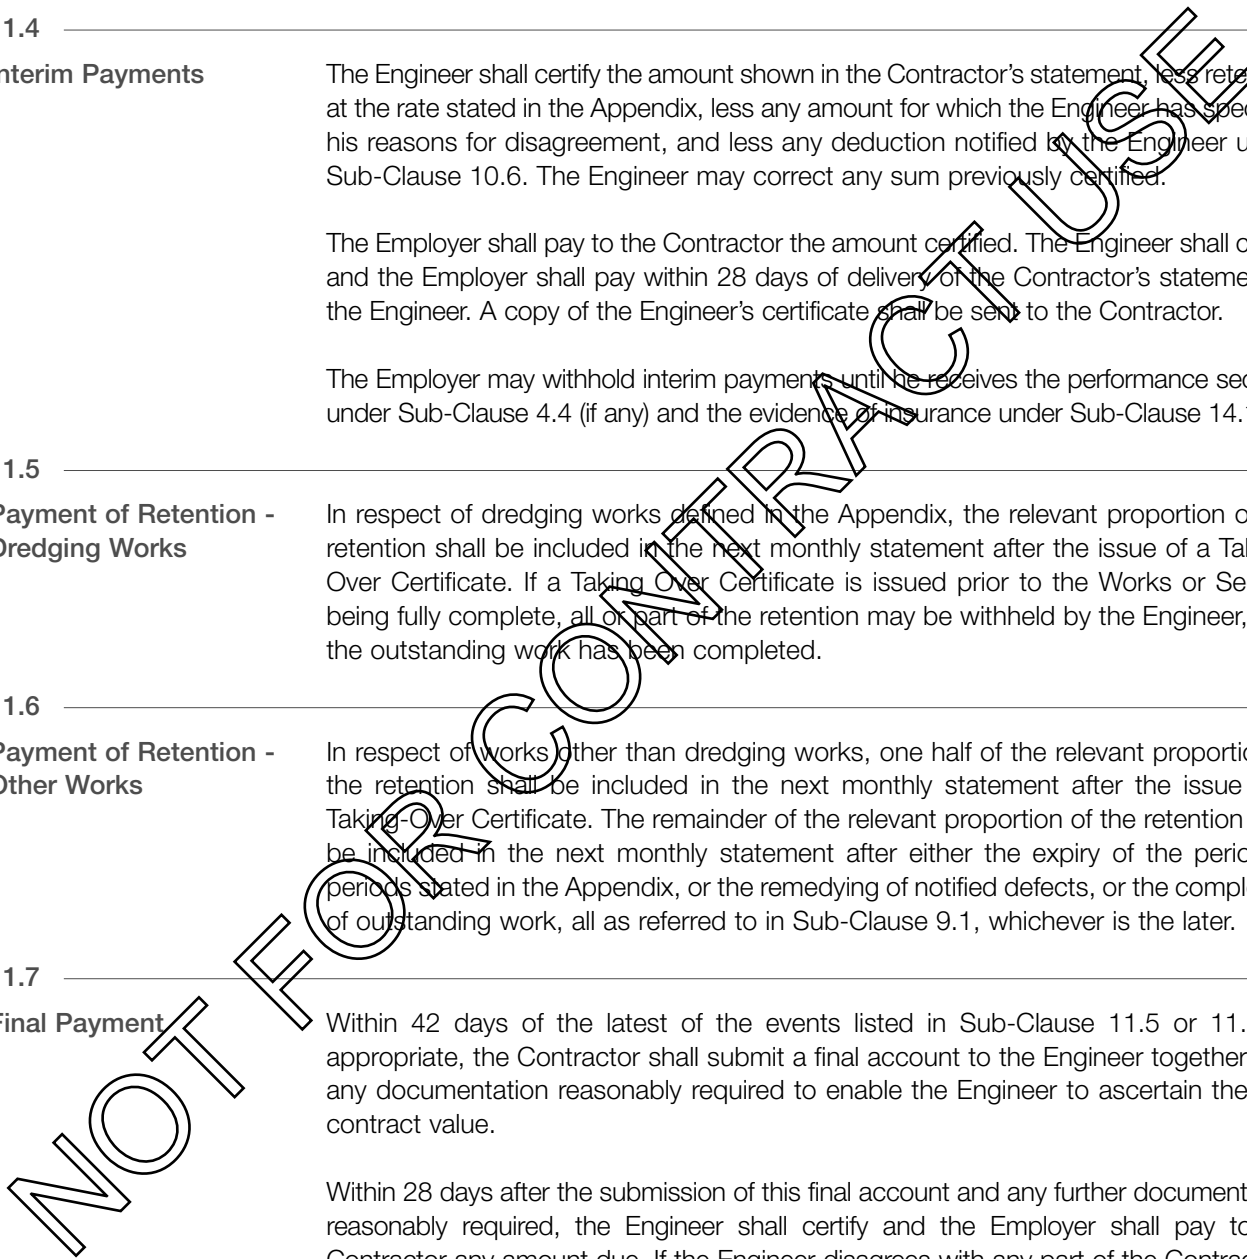 1.4
nterim Payments
The Engineer shall certify the amount shown in the Contractor's statement, less rete
at the rate stated in the Appendix, less any amount for which the Engineer has spec
his reasons for disagreement, and less any deduction notified by the Engineer u
Sub-Clause 10.6. The Engineer may correct any sum previously certified.
The Employer shall pay to the Contractor the amount certified. The Engineer shall c
and the Employer shall pay within 28 days of delivery of the Contractor's stateme
the Engineer. A copy of the Engineer's certificate shall be sent to the Contractor.
The Employer may withhold interim payments until he receives the performance sec
under Sub-Clause 4.4 (if any) and the evidence of insurance under Sub-Clause 14.
1.5
Payment of Retention -
Dredging Works
In respect of dredging works defined in the Appendix, the relevant proportion o
retention shall be included in the next monthly statement after the issue of a Ta
Over Certificate. If a Taking Over Certificate is issued prior to the Works or Se
being fully complete, all or part of the retention may be withheld by the Engineer,
the outstanding work has been completed.
1.6
Payment of Retention -
Other Works
In respect of works other than dredging works, one half of the relevant proportio
the retention shall be included in the next monthly statement after the issue
Taking-Over Certificate. The remainder of the relevant proportion of the retention
be included in the next monthly statement after either the expiry of the perio
periods stated in the Appendix, or the remedying of notified defects, or the compl
of outstanding work, all as referred to in Sub-Clause 9.1, whichever is the later.
1.7
Final Payment
Within 42 days of the latest of the events listed in Sub-Clause 11.5 or 11.
appropriate, the Contractor shall submit a final account to the Engineer together
any documentation reasonably required to enable the Engineer to ascertain the
contract value.
Within 28 days after the submission of this final account and any further document
reasonably required, the Engineer shall certify and the Employer shall pay to
Contractor any amount due. If the Engineer disagrees with any part of the Contra
NOT FOR CONTRACT USE